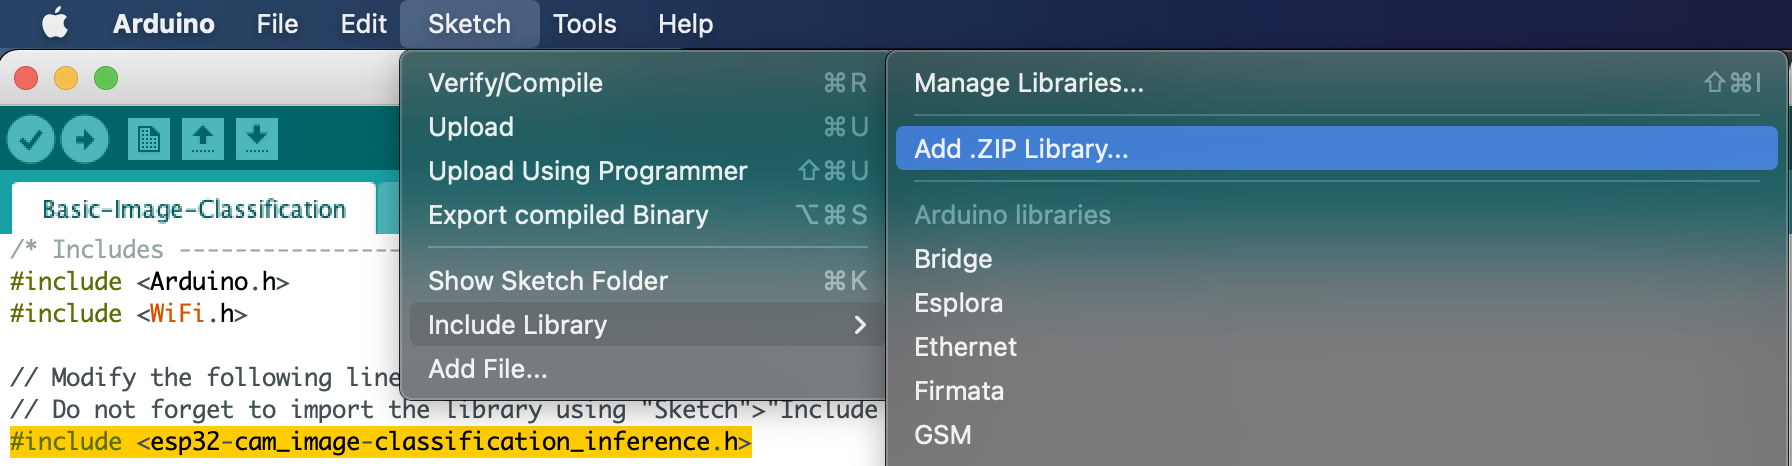 Arduino File Edit Sketch Tools Help
Verify/Compile ⌘R
Upload ⌘U
Upload Using Programmer ⇧⌘U
Export compiled Binary ⌥⌘S
Show Sketch Folder ⌘K
Include Library
Add File...
Manage Libraries... ⇧⌘I
Add .ZIP Library...
Arduino libraries
Bridge
Esplora
Ethernet
Firmata
GSM
Basic-Image-Classification
/* Includes ----------------
#include <Arduino.h>
#include <WiFi.h>
// Modify the following line
// Do not forget to import the library using "Sketch">"Include
#include <esp32-cam_image-classification_inference.h>